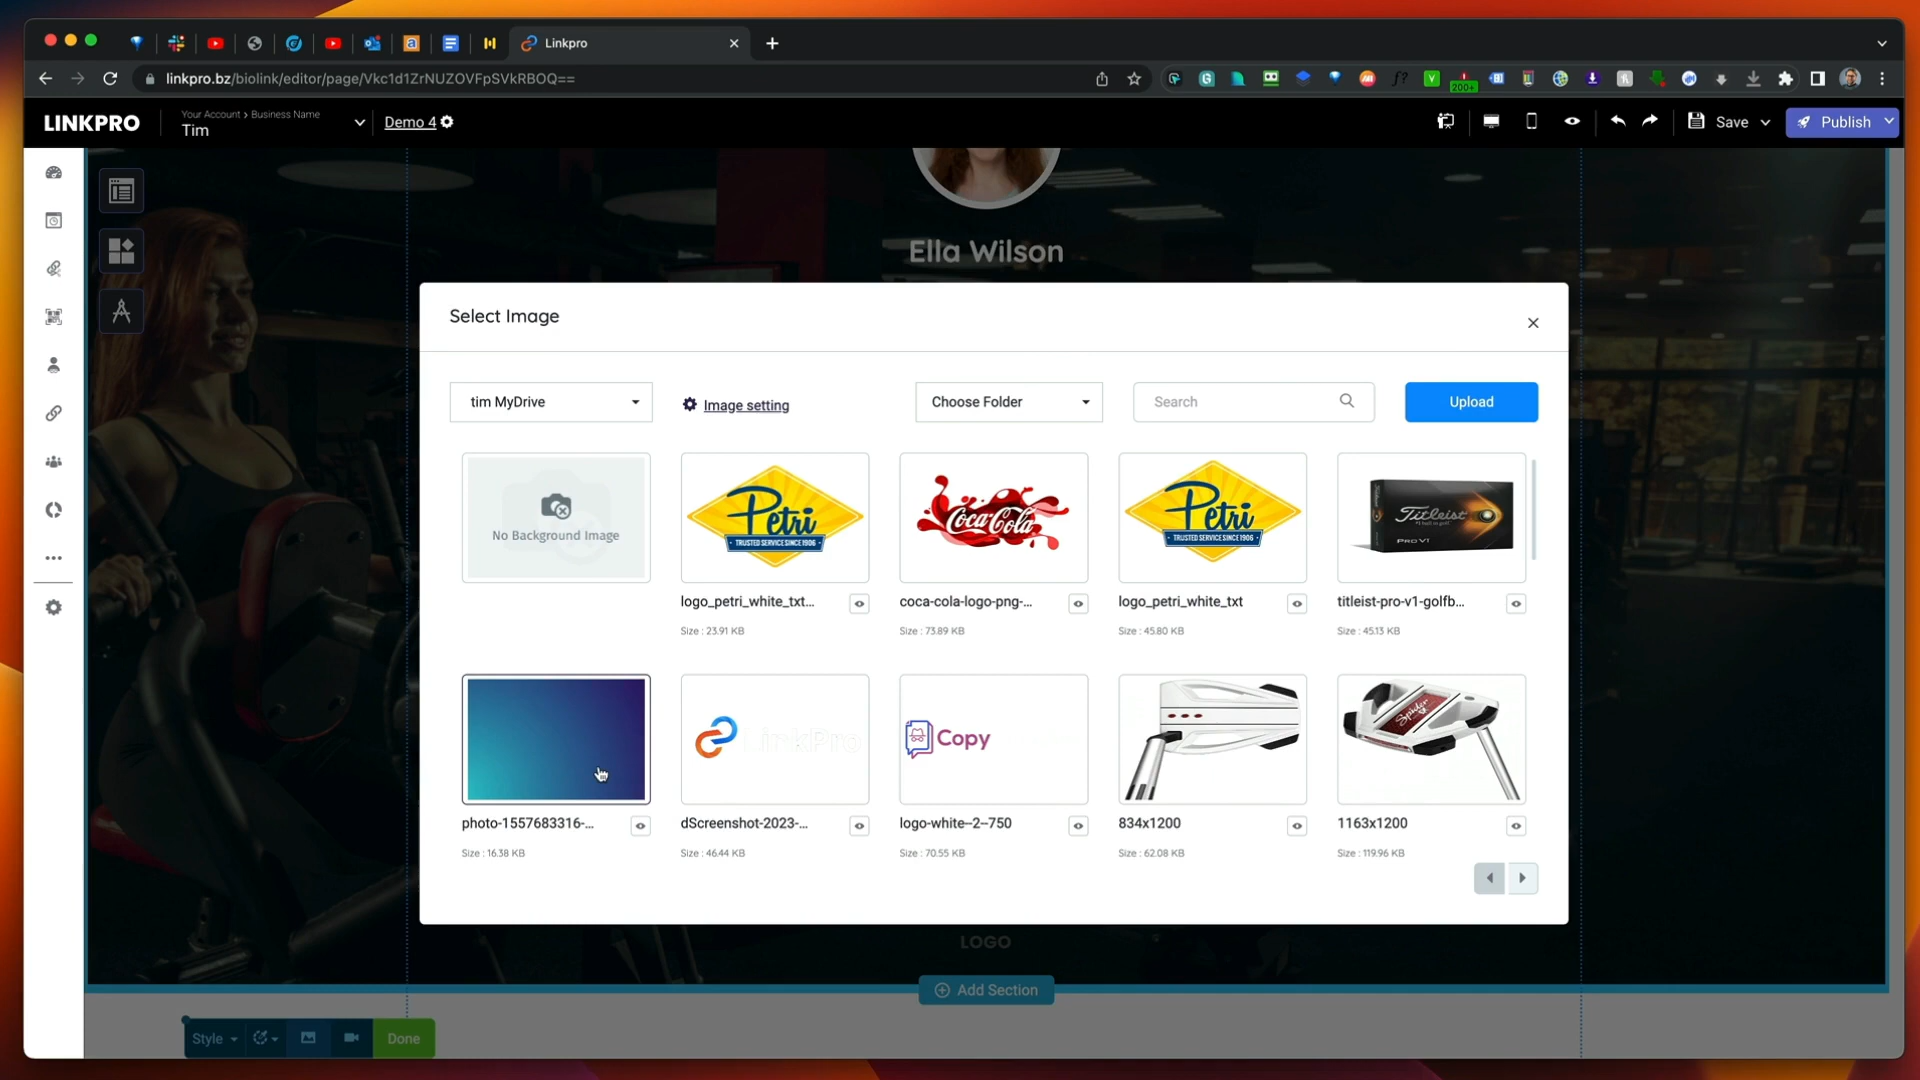 Linkpro
linkpro.bz/biolink/editor/page/Vkc1d1ZrNUZOVFpSVkRBOQ==
200+
LINKPRO
Your Account > Business Name
Tim
Demo 4
Save
Publish
Ella Wilson
Select Image
tim MyDrive
Image setting
Choose Folder
Search
Upload
No Background Image
Petri
TRUSTED SERVICE SINCE 1906
Coca-Cola
Petri
TRUSTED SERVICE SINCE 1906
Titleist
PRO V1
logo_petri_white_txt...
coca-cola-logo-png-...
logo_petri_white_txt
titleist-pro-v1-golfb...
Size : 23.91 KB
Size : 73.89 KB
Size : 45.80 KB
Size : 45.13 KB
LinkPro
Copy
Spider
photo-1557683316-...
dScreenshot-2023-...
logo-white--2--750
834x1200
1163x1200
Size : 16.38 KB
Size : 46.44 KB
Size : 70.55 KB
Size : 62.08 KB
Size : 119.96 KB
LOGO
Add Section
Style
Done